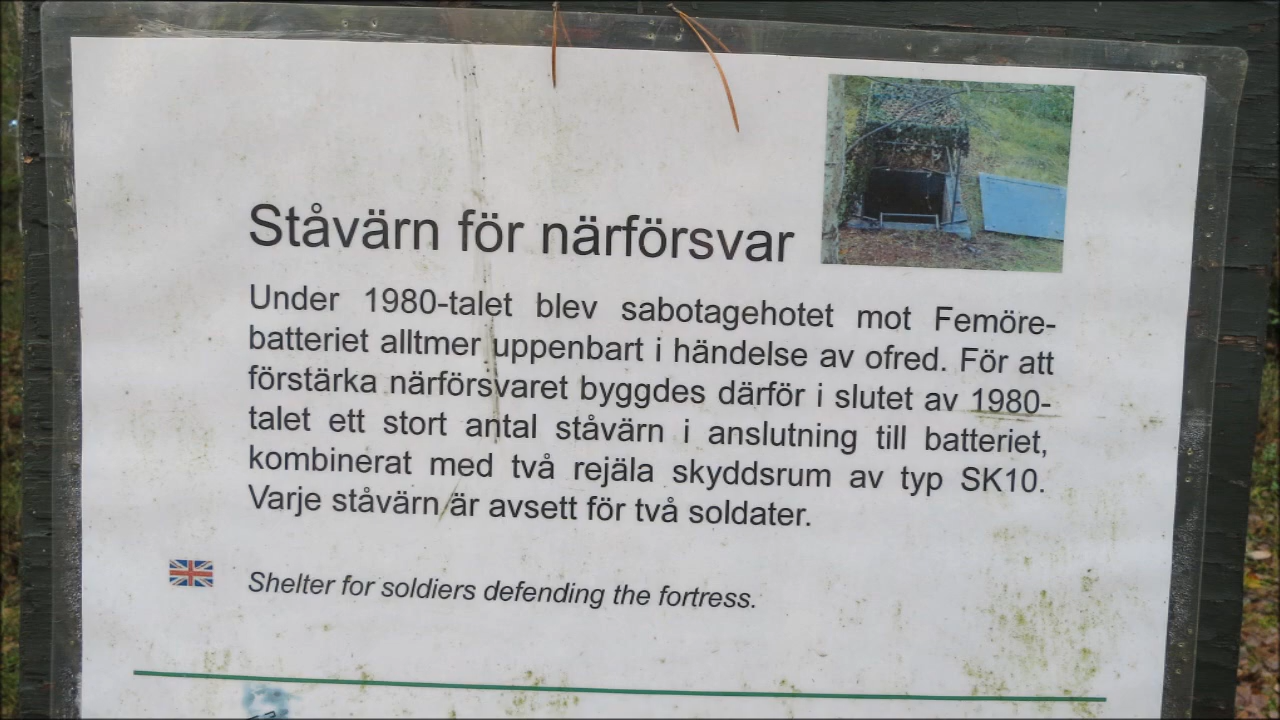 Ståvärn för närförsvar
Under 1980-talet blev sabotagehotet mot Femöre-
batteriet alltmer uppenbart i händelse av ofred. För att
förstärka närförsvaret byggdes därför i slutet av 1980-
talet ett stort antal ståvärn i anslutning till batteriet,
kombinerat med två rejäla skyddsrum av typ SK10.
Varje ståvärn är avsett för två soldater.
Shelter for soldiers defending the fortress.